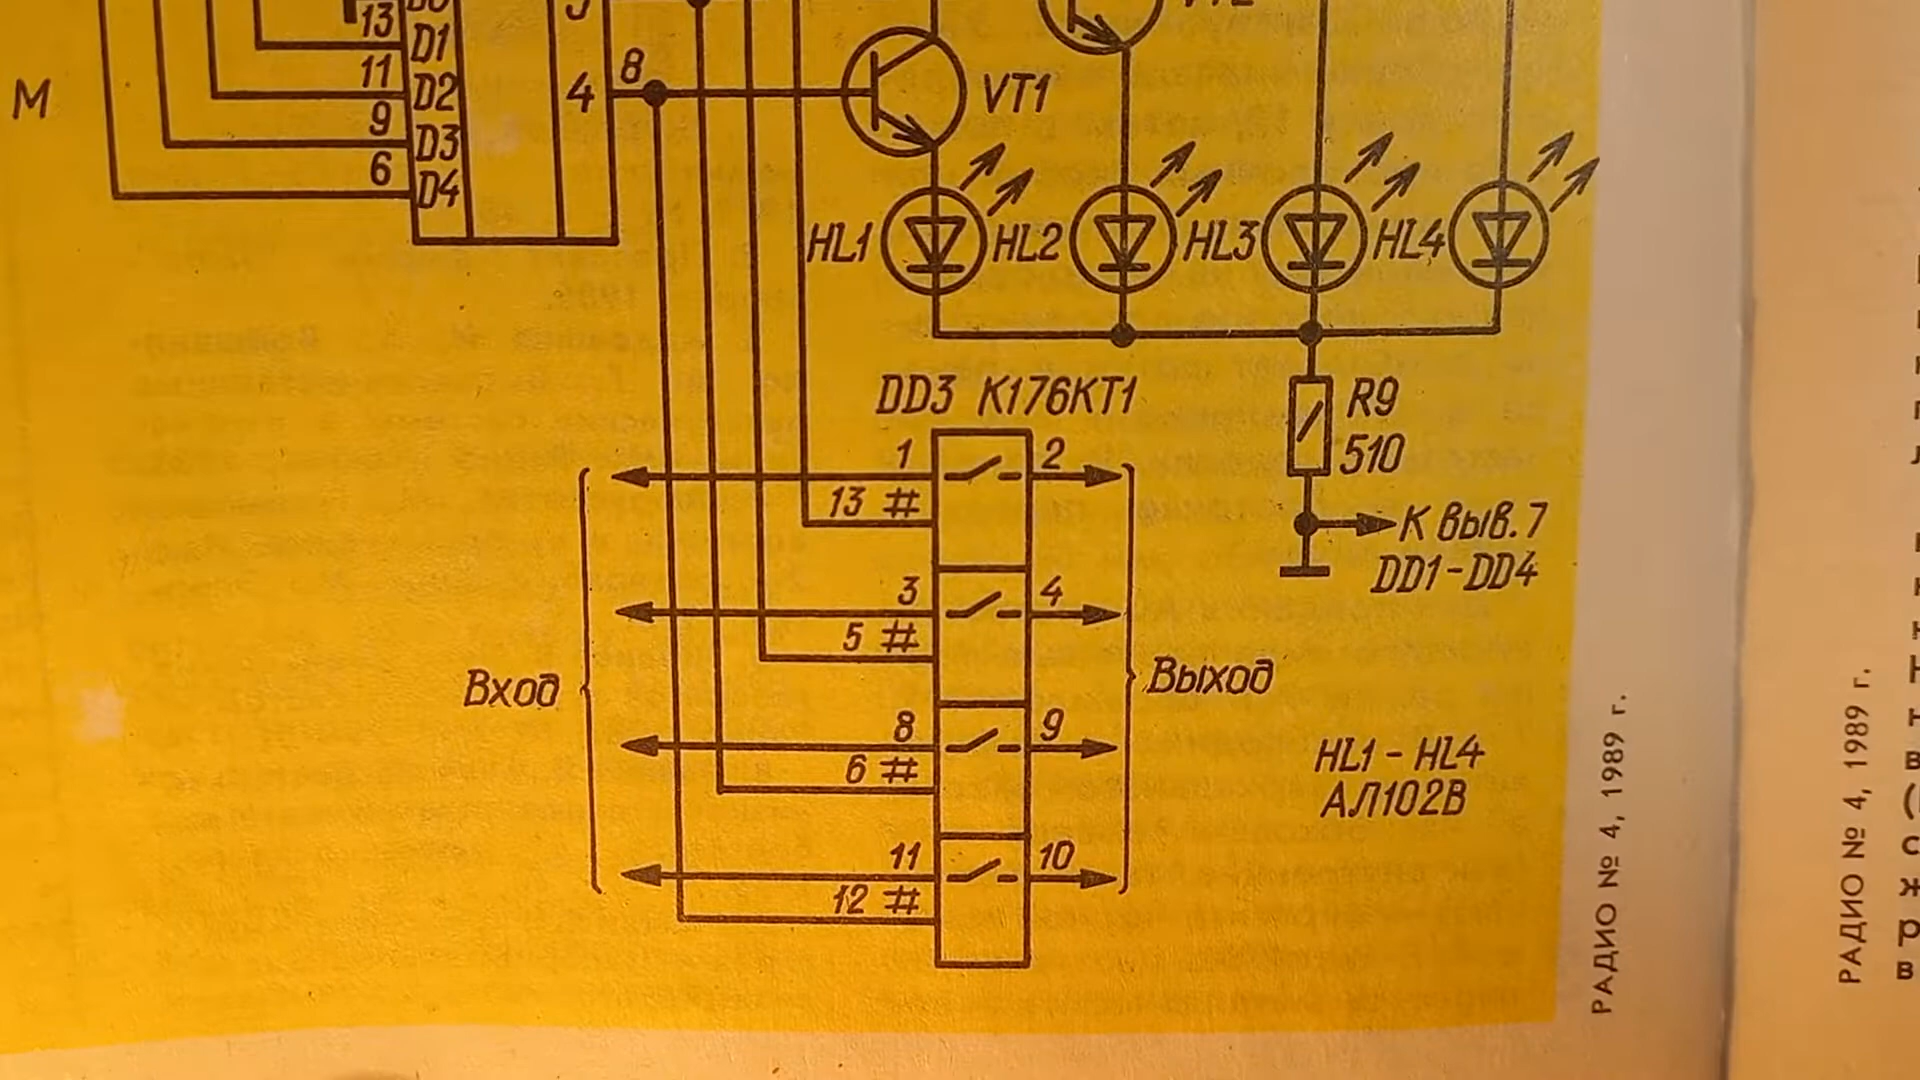 13
D1
11
D2
9
D3
6
D4
M
4
8
VT1
HL1
HL2
HL3
HL4
DD3 К176КТ1
R9
510
К выв.7
DD1-DD4
1
2
13 #
3
4
5 #
8
9
6 #
11
10
12 #
Вход
Выход
HL1 - HL4
АЛ102В
РАДИО № 4, 1989 г.
РАДИО № 4, 1989 г.